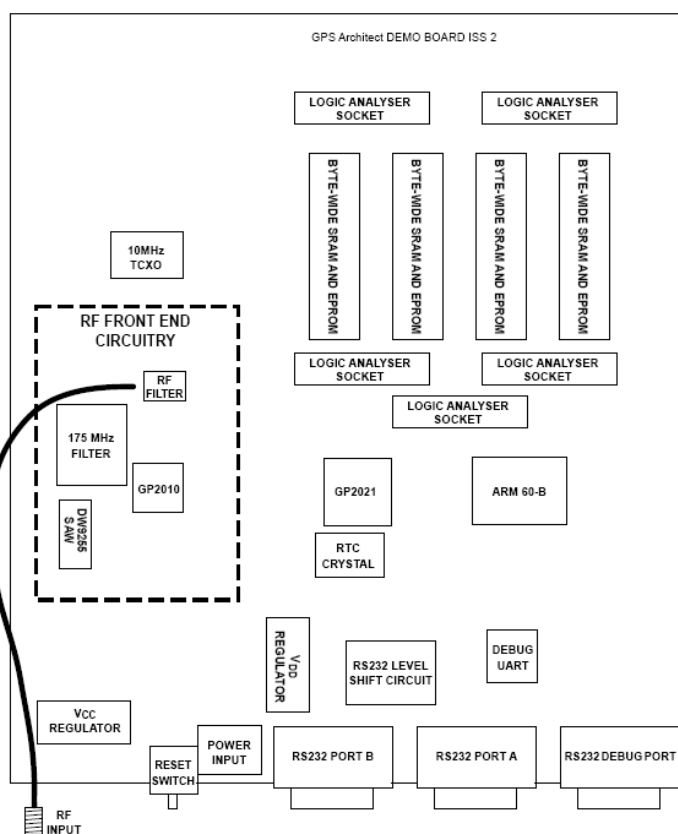 GPS Architect DEMO BOARD ISS 2
LOGIC ANALYSER
SOCKET
LOGIC ANALYSER
SOCKET
BYTE-WIDE SRAM AND EPROM
BYTE-WIDE SRAM AND EPROM
BYTE-WIDE SRAM AND EPROM
BYTE-WIDE SRAM AND EPROM
10MHz
TCXO
RF FRONT END
CIRCUITRY
RF
FILTER
LOGIC ANALYSER
SOCKET
LOGIC ANALYSER
SOCKET
LOGIC ANALYSER
SOCKET
175 MHz
FILTER
GP2010
DW9255
SAW
GP2021
ARM 60-B
RTC
CRYSTAL
VDD
REGULATOR
RS232 LEVEL
SHIFT CIRCUIT
DEBUG
UART
VCC
REGULATOR
RESET
SWITCH
POWER
INPUT
RS232 PORT B
RS232 PORT A
RS232 DEBUG PORT
RF
INPUT